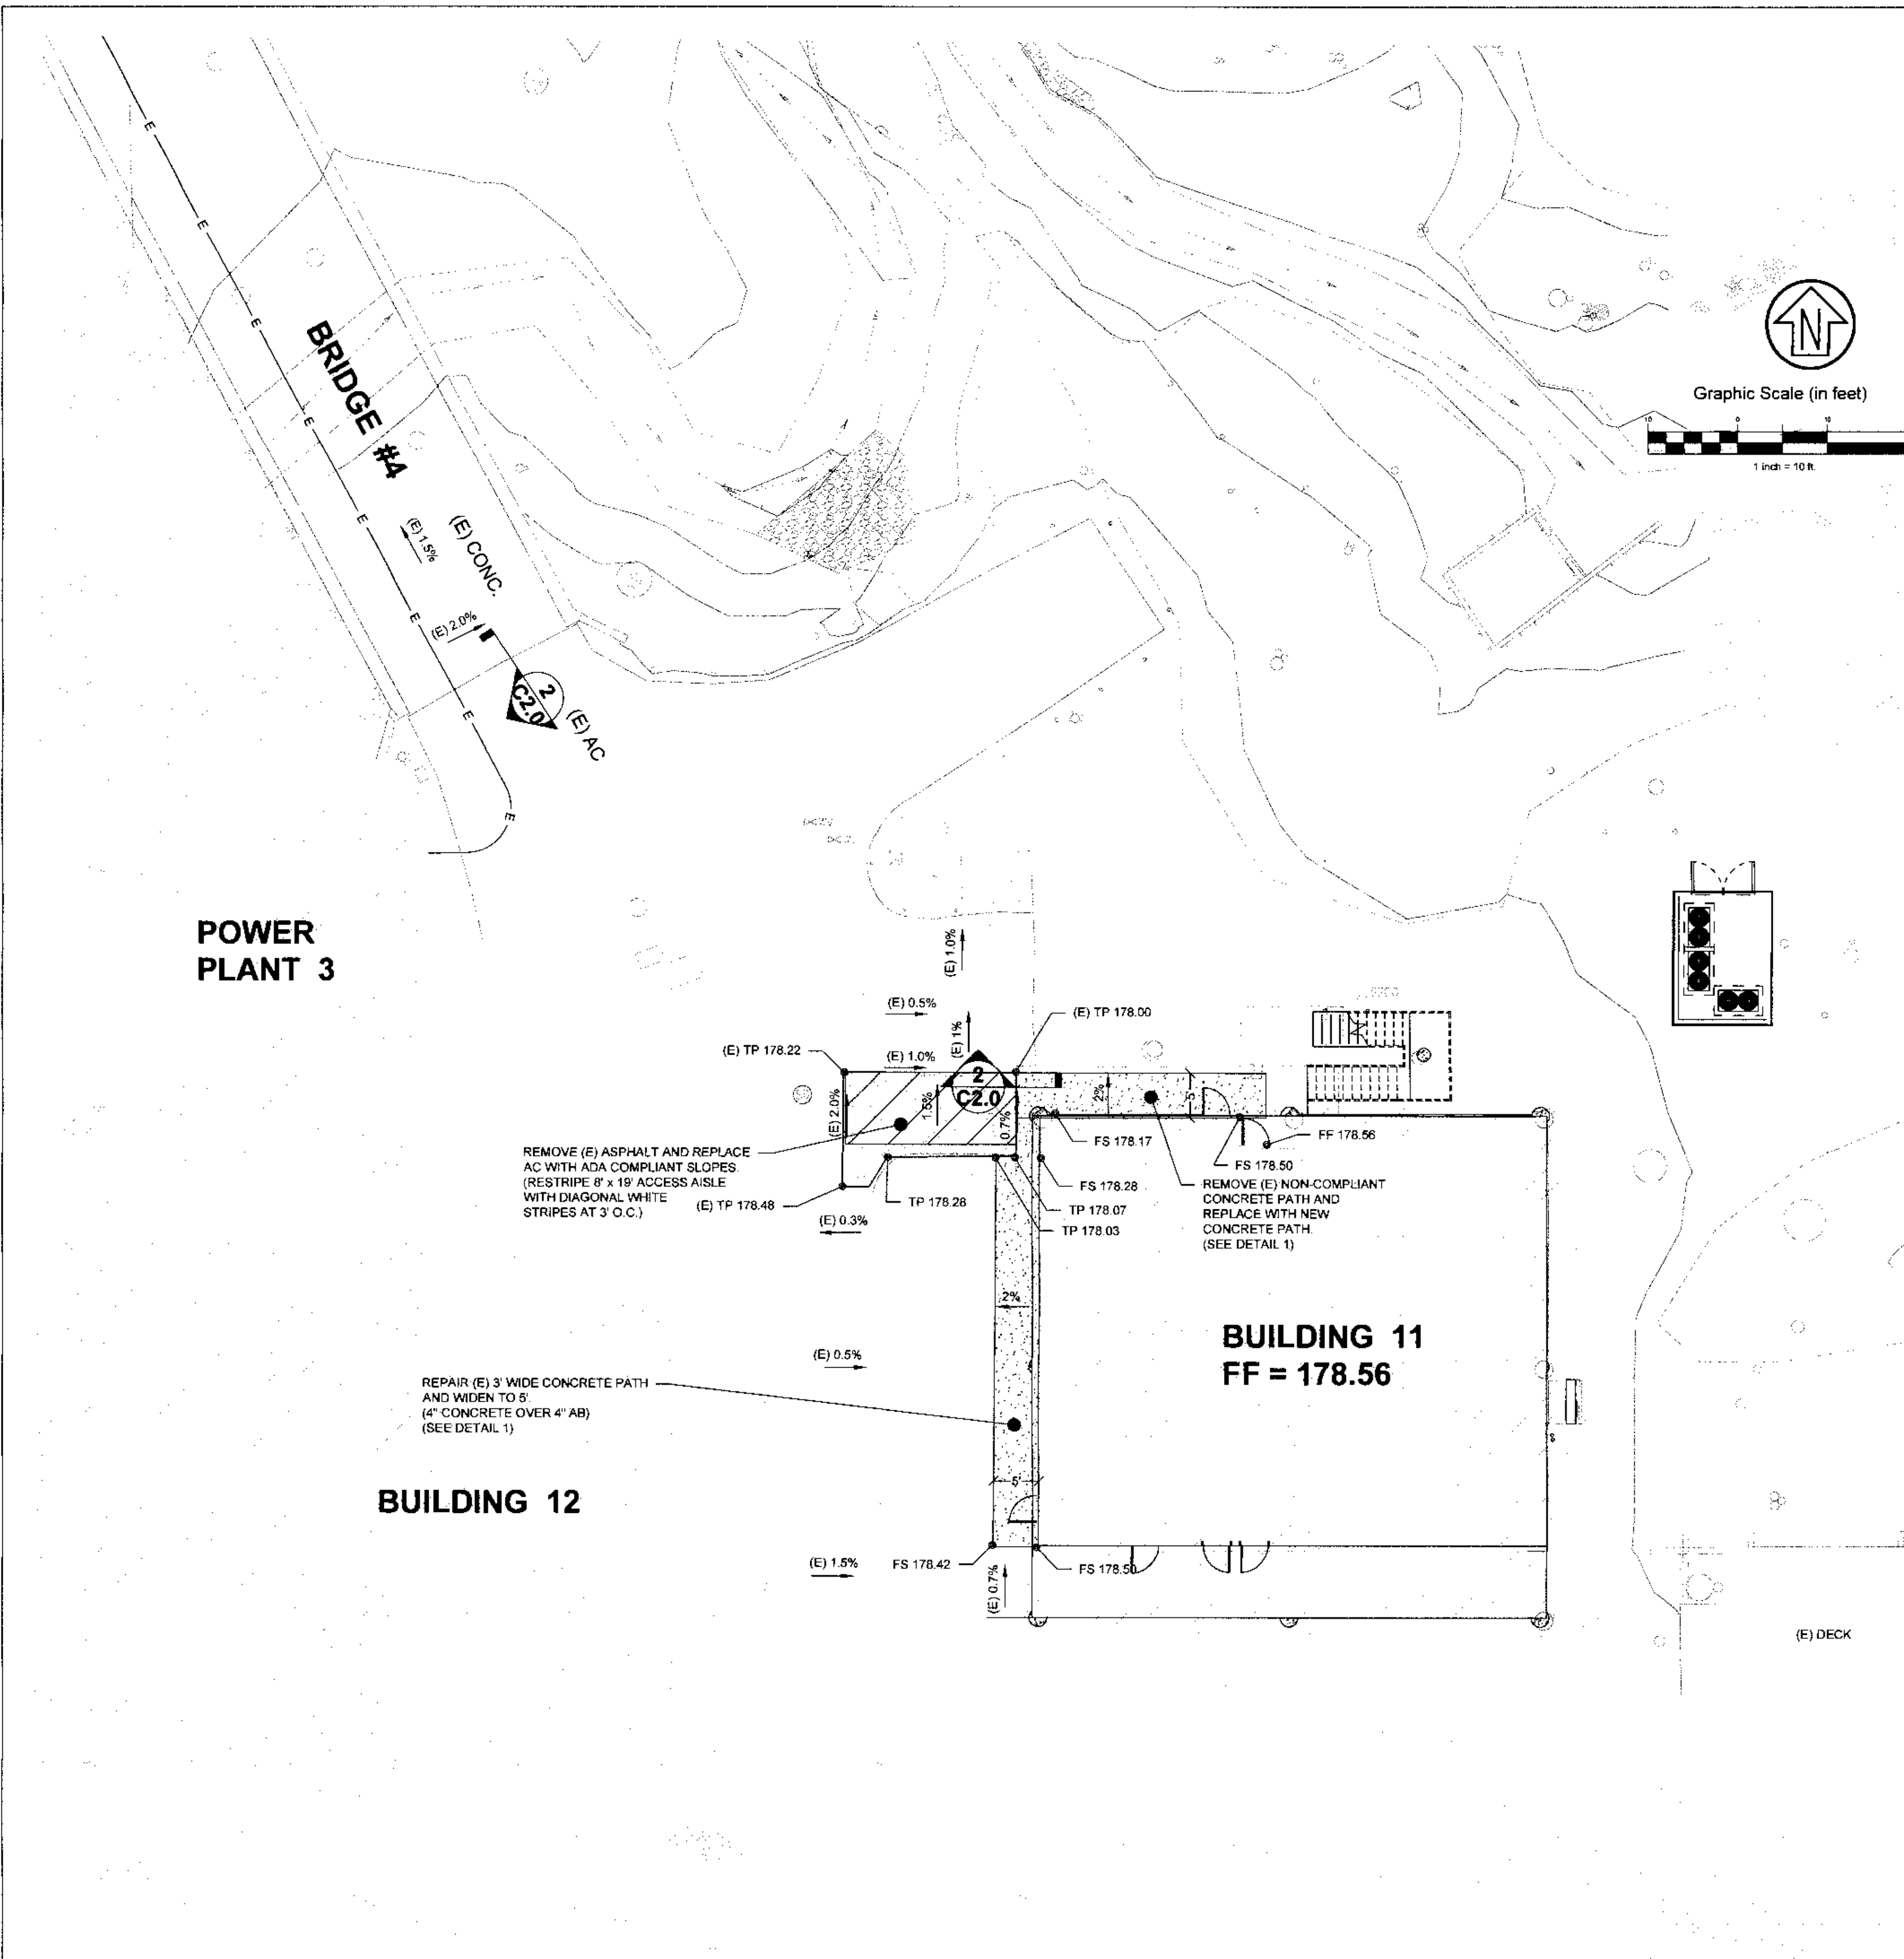 N
Graphic Scale (in feet)
10 0 10
1 inch = 10 ft.
E
E
E
E
E
E
E
E
BRIDGE #4
(E) 1.5%
(E) CONC.
(E) 2.0%
2
C2.0
(E) AC
POWER
PLANT 3
(E) 1.0%
(E) 0.5%
(E) 1%
(E) TP 178.00
(E) TP 178.22
(E) 1.0%
2
C2.0
(E) 2.0%
1.5%
0.7%
2%
5'
REMOVE (E) ASPHALT AND REPLACE
AC WITH ADA COMPLIANT SLOPES.
(RESTRIPE 8' x 19' ACCESS AISLE
WITH DIAGONAL WHITE
STRIPES AT 3' O.C.)
(E) TP 178.48
TP 178.28
(E) 0.3%
FS 178.17
FF 178.56
FS 178.50
FS 178.28
TP 178.07
TP 178.03
REMOVE (E) NON-COMPLIANT
CONCRETE PATH AND
REPLACE WITH NEW
CONCRETE PATH.
(SEE DETAIL 1)
2%
BUILDING 11
FF = 178.56
(E) 0.5%
REPAIR (E) 3' WIDE CONCRETE PATH
AND WIDEN TO 5'.
(4" CONCRETE OVER 4" AB)
(SEE DETAIL 1)
5'
BUILDING 12
(E) 1.5%
FS 178.42
FS 178.50
(E) 0.7%
(E) DECK